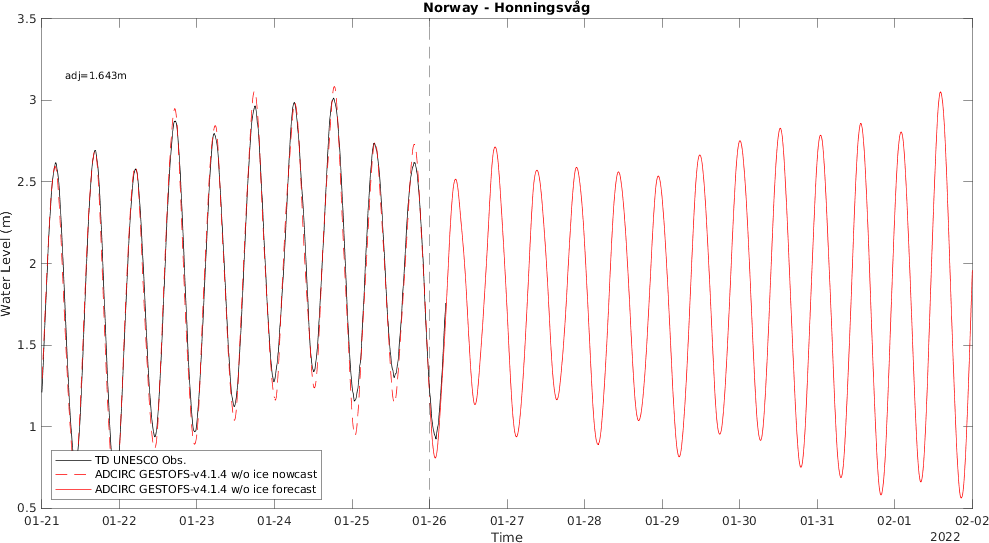 Norway - Honningsvåg
adj=1.643m
3.5
3
2.5
2
1.5
1
0.5
Water Level (m)
TD UNESCO Obs.
ADCIRC GESTOFS-v4.1.4 w/o ice nowcast
ADCIRC GESTOFS-v4.1.4 w/o ice forecast
01-21 01-22 01-23 01-24 01-25 01-26 01-27 01-28 01-29 01-30 01-31 02-01 02-02
Time
2022